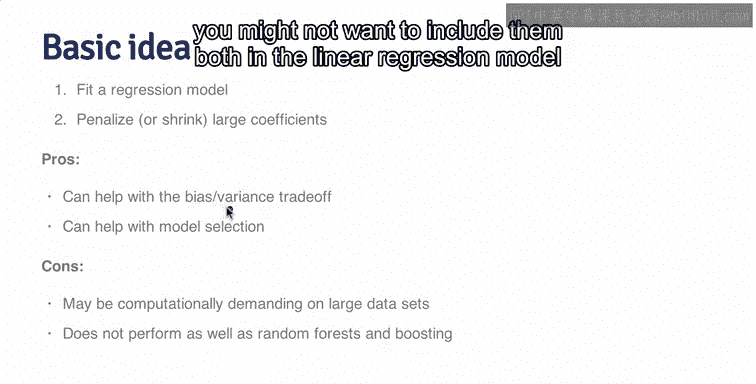 Basic idea
you might not want to include them
both in the linear regression model
1. Fit a regression model
2. Penalize (or shrink) large coefficients
Pros:
· Can help with the bias/variance tradeoff
· Can help with model selection
Cons:
· May be computationally demanding on large data sets
· Does not perform as well as random forests and boosting